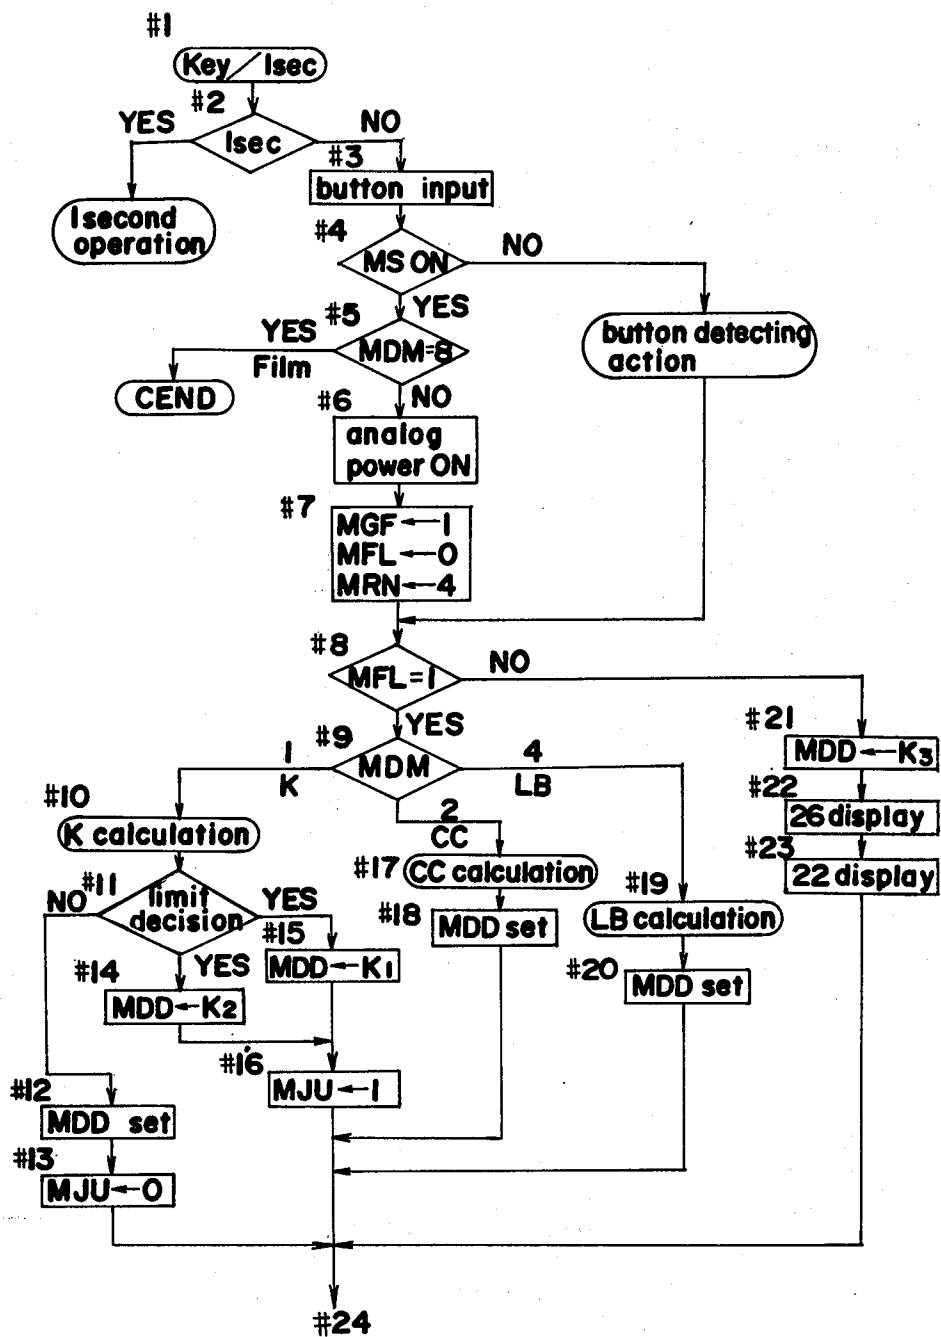 #1
Key/1sec
#2
YES
NO
1sec
#3
button input
1second
operation
#4
MS ON
NO
YES
#5
YES
Film
MDM=8
button detecting
action
CEND
NO
#6
analog
power ON
#7
MGF←1
MFL←0
MRN←4
#8
MFL=1
NO
YES
#9
MDM
1
K
4
LB
2
CC
#21
MDD←K3
#22
26 display
#23
22 display
#10
K calculation
#11
NO
limit
decision
YES
YES
#17
CC calculation
#18
MDD set
#19
LB calculation
#20
MDD set
#15
MDD←K1
#14
MDD←K2
#16
MJU←1
#12
MDD set
#13
MJU←0
#24